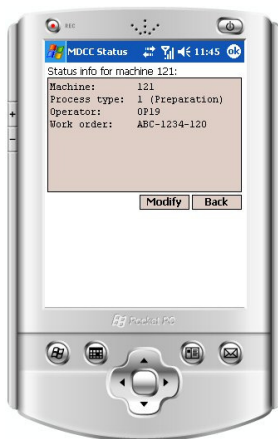 REC
MDCC Status 11:45 ok
Status info for machine 121:
Machine: 121
Process type: 1 (Preparation)
Operator: OP19
Work order: ABC-1234-120
Modify Back
Pocket PC